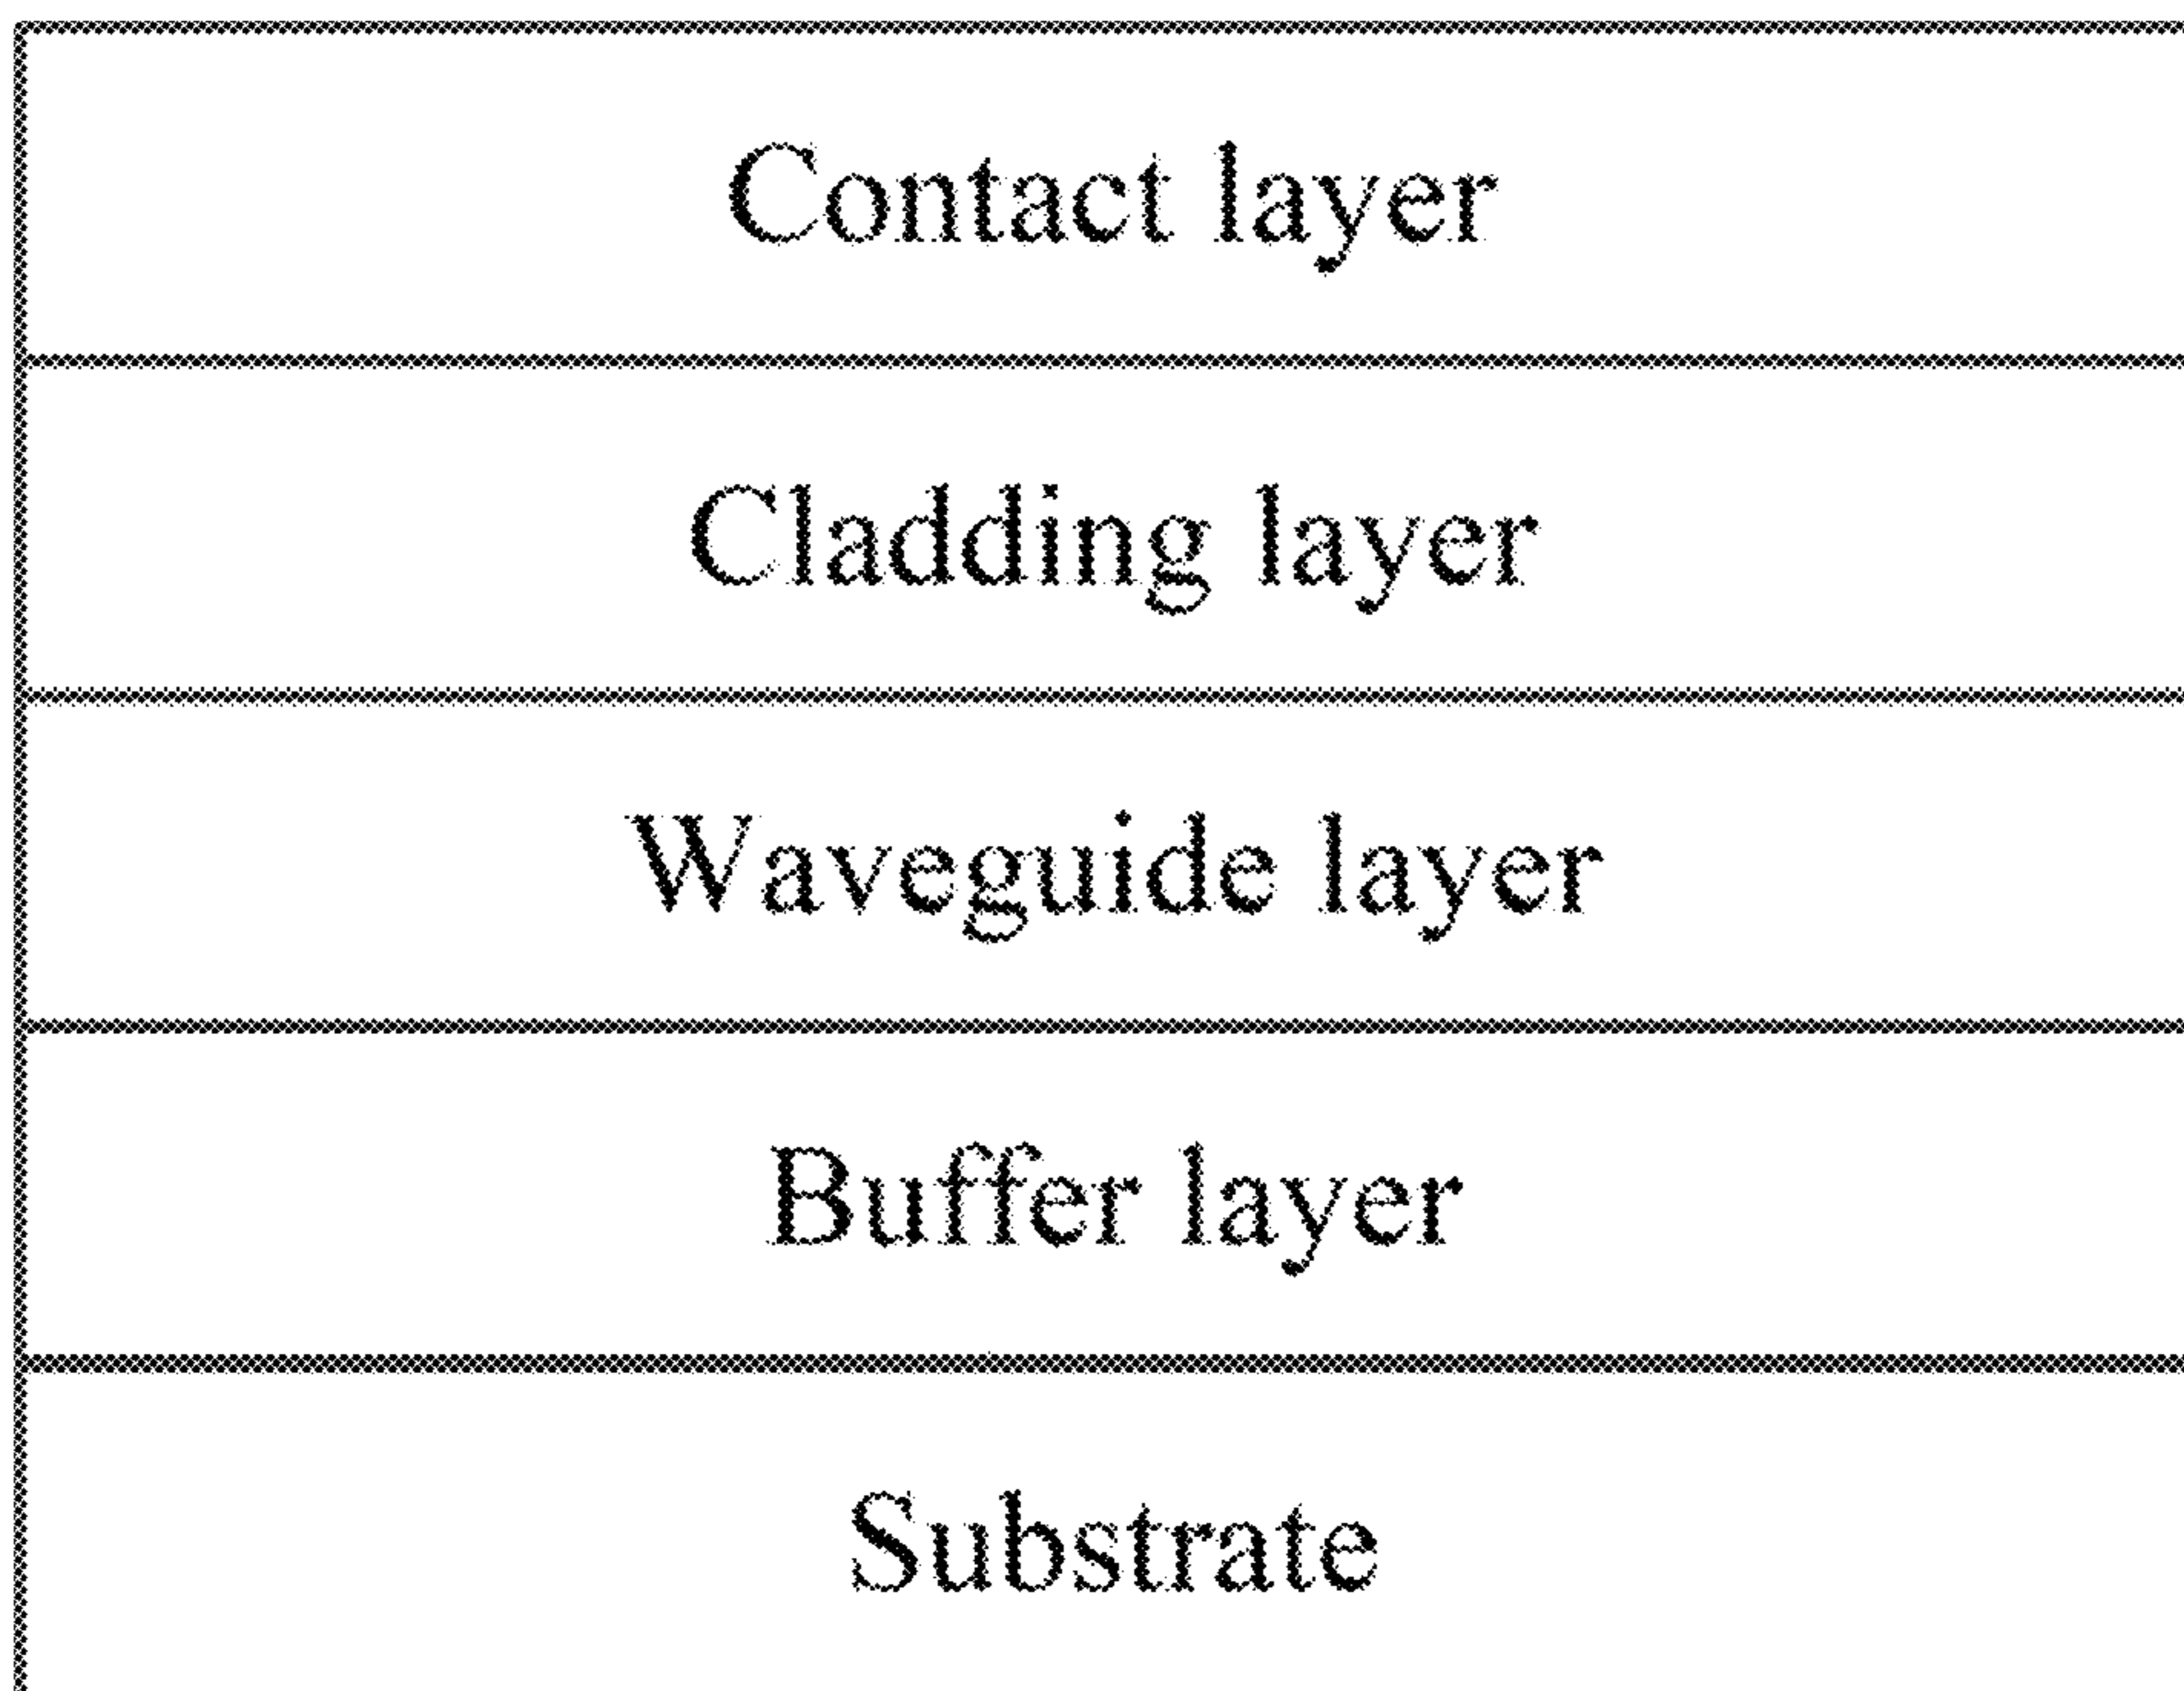 Contact layer
Cladding layer
Waveguide layer
Buffer layer
Substrate